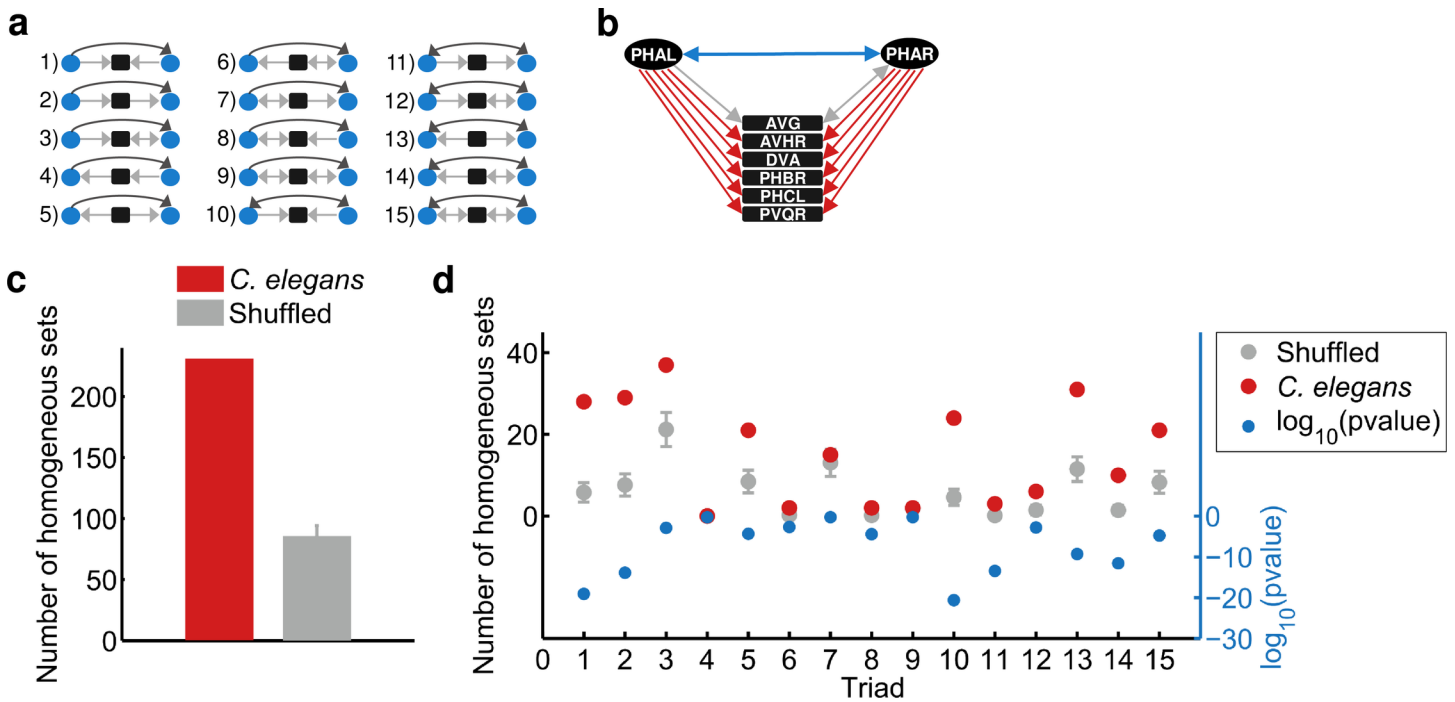 a
1) 6) 11)
2) 7) 12)
3) 8) 13)
4) 9) 14)
5) 10) 15)
b
PHAL PHAR
AVG
AVHR
DVA
PHBR
PHCL
PVQR
c
C. elegans
Shuffled
Number of homogeneous sets
200
150
100
50
0
d
Number of homogeneous sets
40
20
0
0
−10
−20
−30
log10(pvalue)
0 1 2 3 4 5 6 7 8 9 10 11 12 13 14 15
Triad
Shuffled
C. elegans
log10(pvalue)